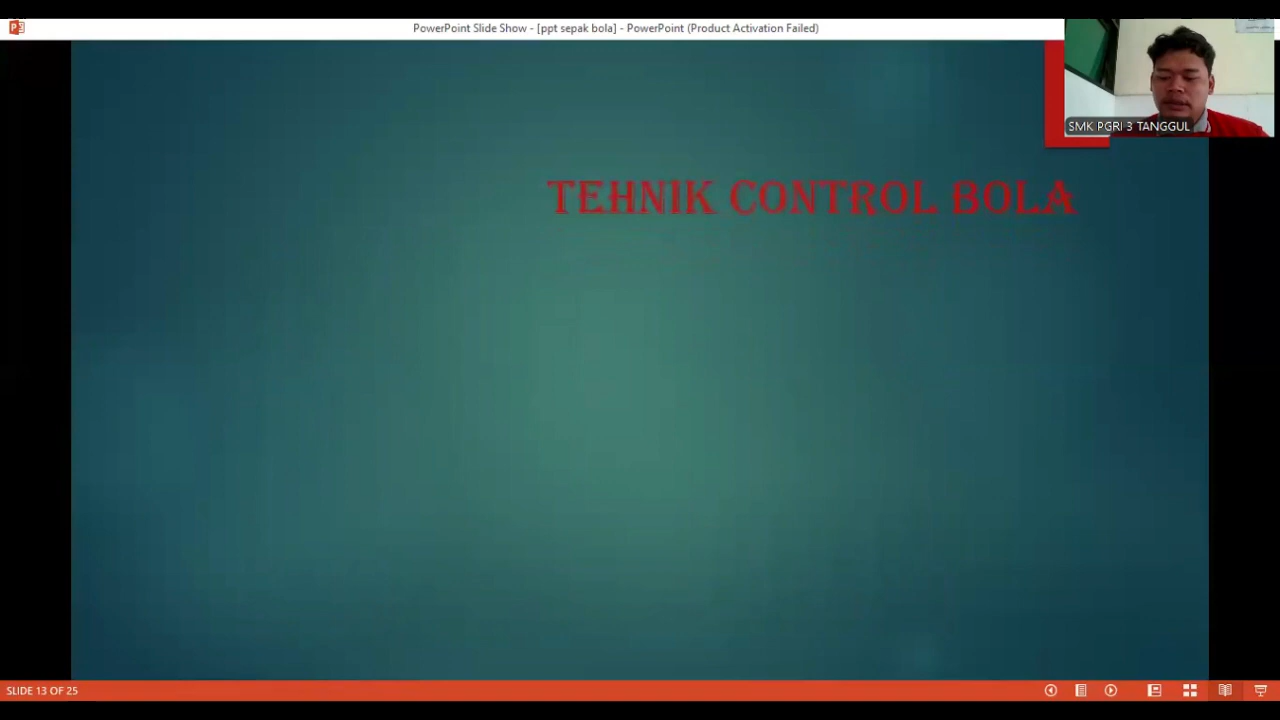 PowerPoint Slide Show - [ppt sepak bola] - PowerPoint (Product Activation Failed)
SMK PGRI 3 TANGGUL
TEHNIK CONTROL BOLA
SLIDE 13 OF 25